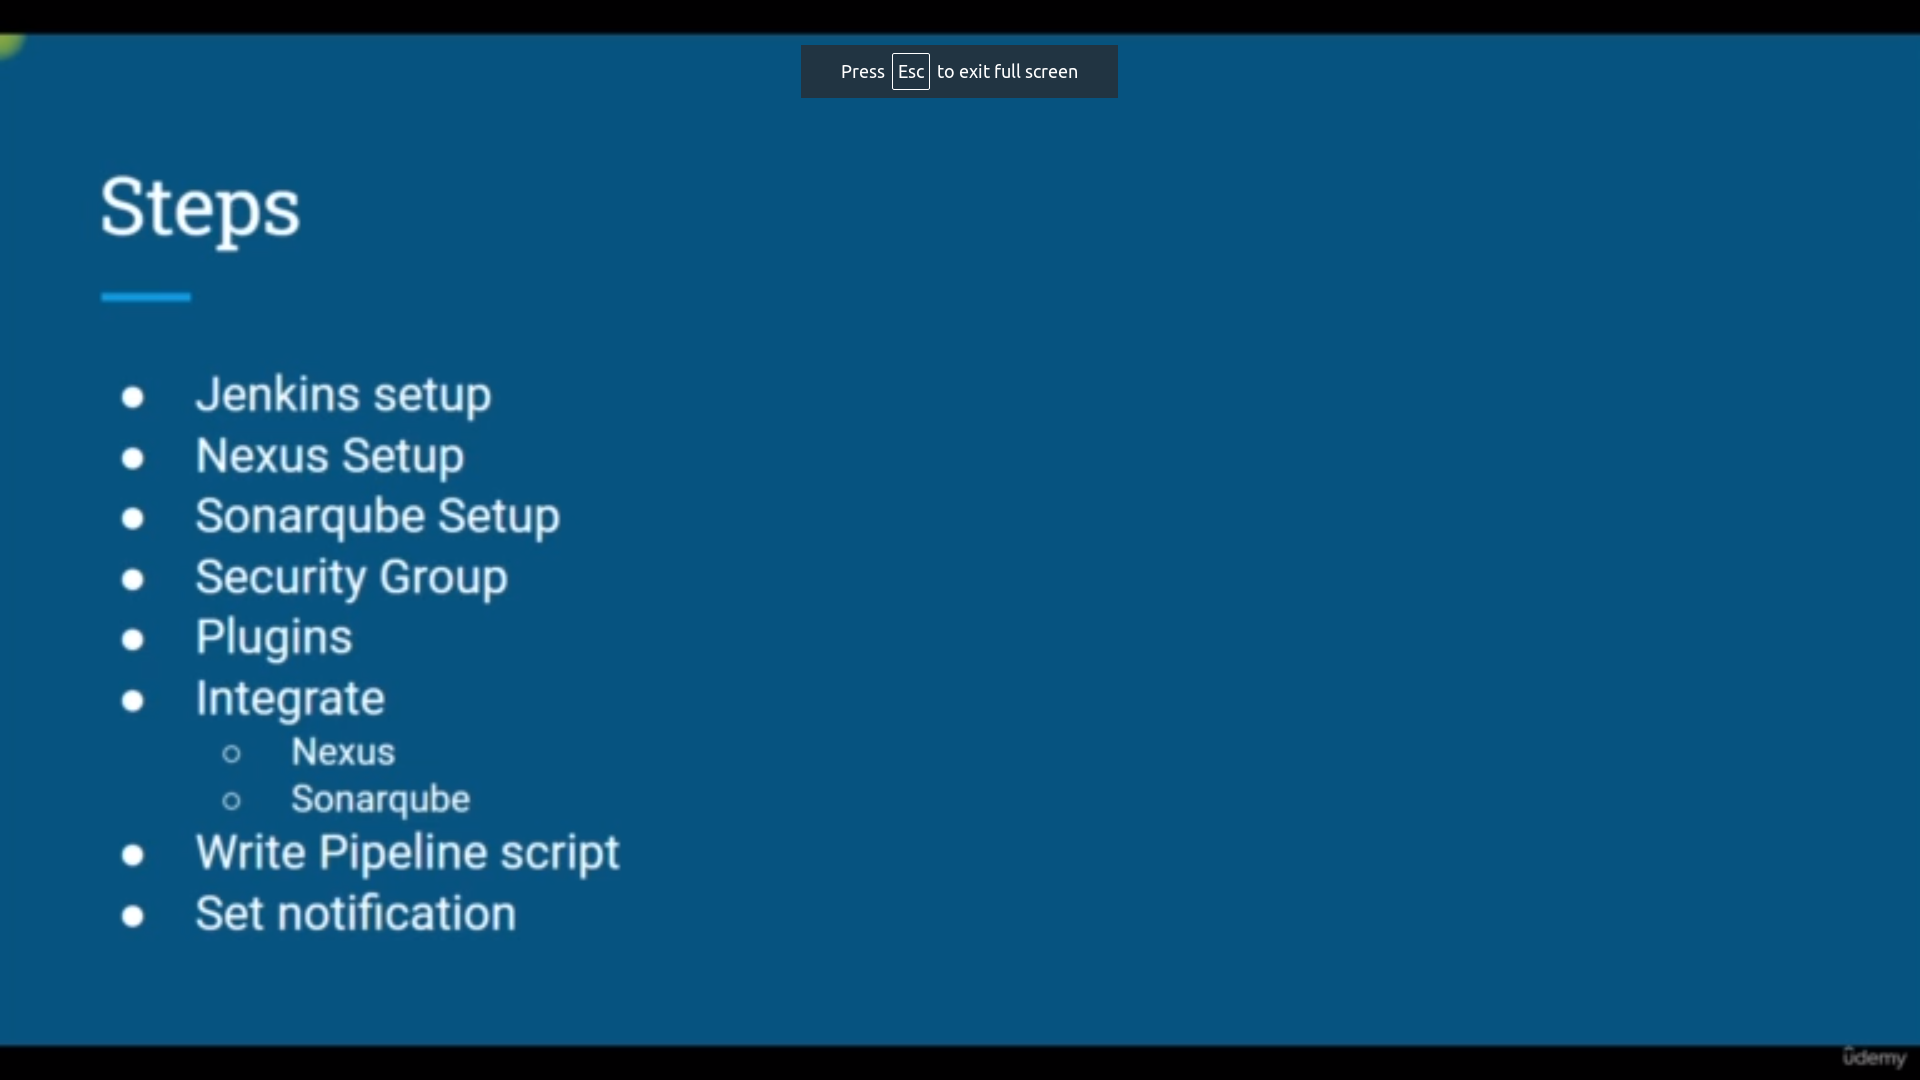 Press Esc to exit full screen
Steps
● Jenkins setup
● Nexus Setup
● Sonarqube Setup
● Security Group
● Plugins
● Integrate
○ Nexus
○ Sonarqube
● Write Pipeline script
● Set notification
ûdemy